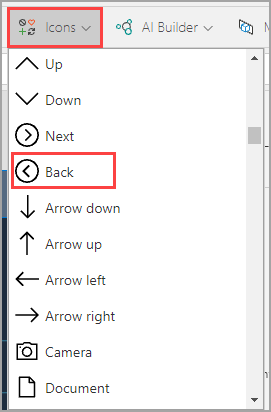 Icons AI Builder
Up
Down
Next
Back
Arrow down
Arrow up
Arrow left
Arrow right
Camera
Document